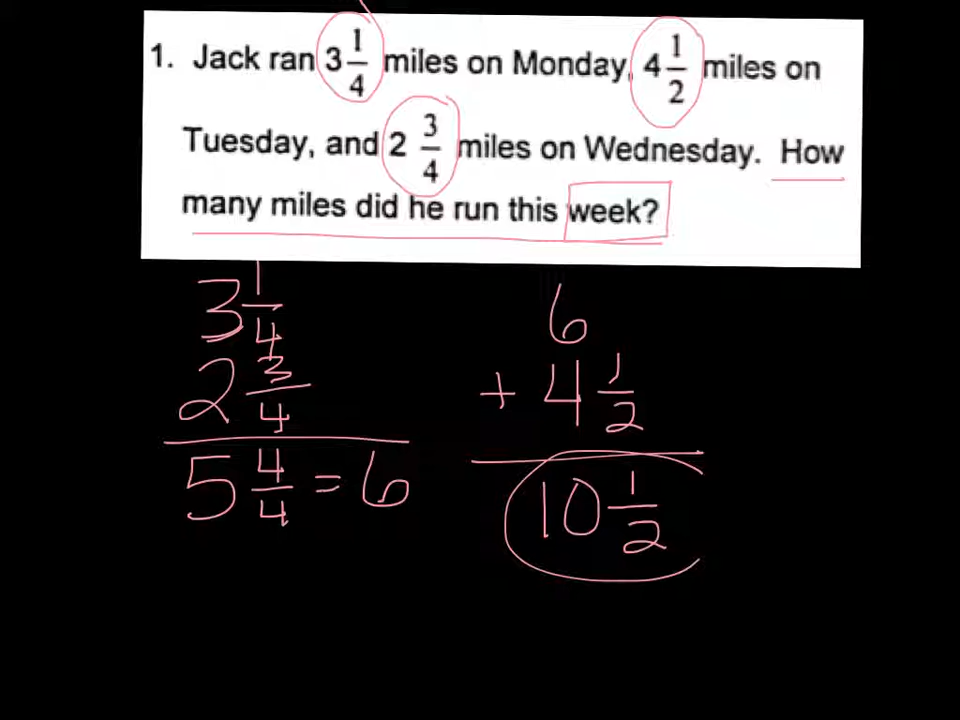 1. Jack ran 3 1/4 miles on Monday, 4 1/2 miles on
Tuesday, and 2 3/4 miles on Wednesday. How
many miles did he run this week?
3 1/4
2 3/4
5 4/4 = 6
6
+ 4 1/2
10 1/2